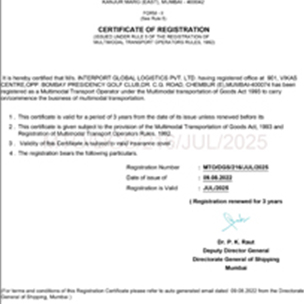 KANJUR MARG (EAST), MUMBAI - 400042
FORM - II
(See Rule 5)
CERTIFICATE OF REGISTRATION
(ISSUED UNDER RULE 5 OF THE REGISTRATION OF
MULTIMODAL TRANSPORT OPERATORS RULES, 1992)
It is hereby certified that M/s. INTERPORT GLOBAL LOGISTICS PVT. LTD. having registered office at 901, VIKAS
CENTRE,OPP. BOMBAY PRESIDENCY GOLF CLUB,DR. C.G. ROAD, CHEMBUR (E),MUMBAI-400074 has been
registered as a Multimodal Transport Operator under the Multimodal transportation of Goods Act 1993 to carry
on/commence the business of multimodal transportation.
1 . This certificate is valid for a period of 3 years from the date of its issue unless renewed before its
2 . This certificate is given subject to the provision of the Multimodal Transportation of Goods Act, 1993 and
Registration of Multimodal Transport Operators Rules, 1992.
3 . Validity of this Certificate is subject to valid insurance cover.
/JUL/2025
4 . The registration bears the following particulars.
Registration Number : MTO/DGS/216/JUL/2025
Date of issue of : 09.08.2022
Registration is Valid : JUL/2025
( Registration renewed for 3 years
Dr. P. K. Raut
Deputy Director General
Directorate General of Shipping
Mumbai
(For terms and conditions of this Registration Certificate please refer to auto generated email dated 09.08.2022 from the Directorate
General of Shipping, Mumbai )